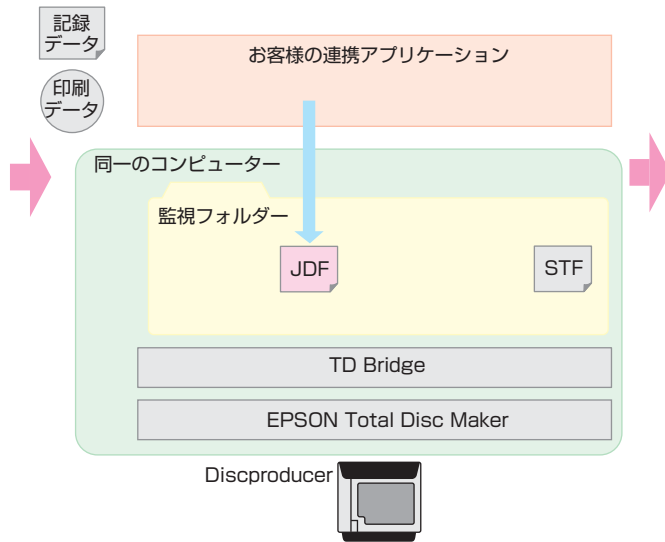 記録
データ
お客様の連携アプリケーション
印刷
データ
同一のコンピューター
監視フォルダー
JDF
STF
TD Bridge
EPSON Total Disc Maker
Discproducer